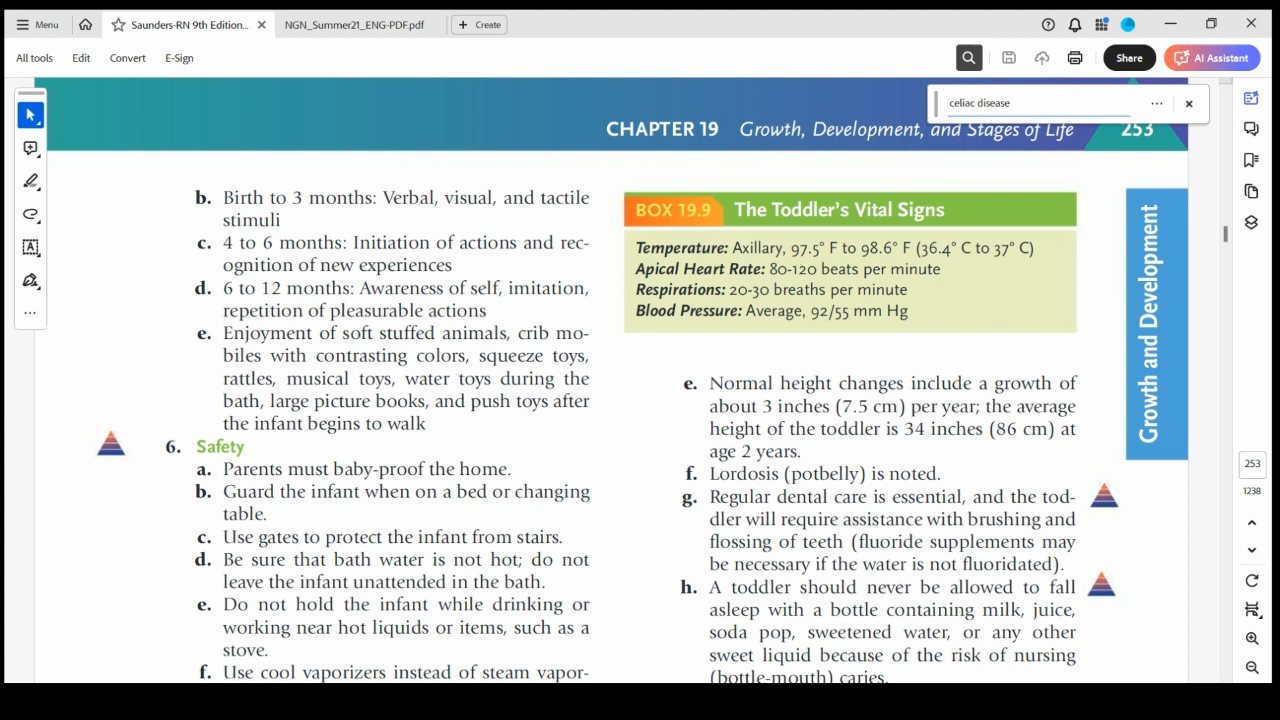 Menu
Saunders-RN 9th Edition...
NGN_Summer21_ENG-PDF.pdf
Create
All tools
Edit
Convert
E-Sign
Share
AI Assistant
celiac disease
CHAPTER 19 Growth, Development, and Stages of Life 253
b. Birth to 3 months: Verbal, visual, and tactile
stimuli
c. 4 to 6 months: Initiation of actions and rec-
ognition of new experiences
d. 6 to 12 months: Awareness of self, imitation,
repetition of pleasurable actions
e. Enjoyment of soft stuffed animals, crib mo-
biles with contrasting colors, squeeze toys,
rattles, musical toys, water toys during the
bath, large picture books, and push toys after
the infant begins to walk
6. Safety
a. Parents must baby-proof the home.
b. Guard the infant when on a bed or changing
table.
c. Use gates to protect the infant from stairs.
d. Be sure that bath water is not hot; do not
leave the infant unattended in the bath.
e. Do not hold the infant while drinking or
working near hot liquids or items, such as a
stove.
f. Use cool vaporizers instead of steam vapor-
BOX 19.9 The Toddler's Vital Signs
Temperature: Axillary, 97.5° F to 98.6° F (36.4° C to 37° C)
Apical Heart Rate: 80-120 beats per minute
Respirations: 20-30 breaths per minute
Blood Pressure: Average, 92/55 mm Hg
e. Normal height changes include a growth of
about 3 inches (7.5 cm) per year; the average
height of the toddler is 34 inches (86 cm) at
age 2 years.
f. Lordosis (potbelly) is noted.
g. Regular dental care is essential, and the tod-
dler will require assistance with brushing and
flossing of teeth (fluoride supplements may
be necessary if the water is not fluoridated).
h. A toddler should never be allowed to fall
asleep with a bottle containing milk, juice,
soda pop, sweetened water, or any other
sweet liquid because of the risk of nursing
(bottle-mouth) caries.
Growth and Development
253
1238